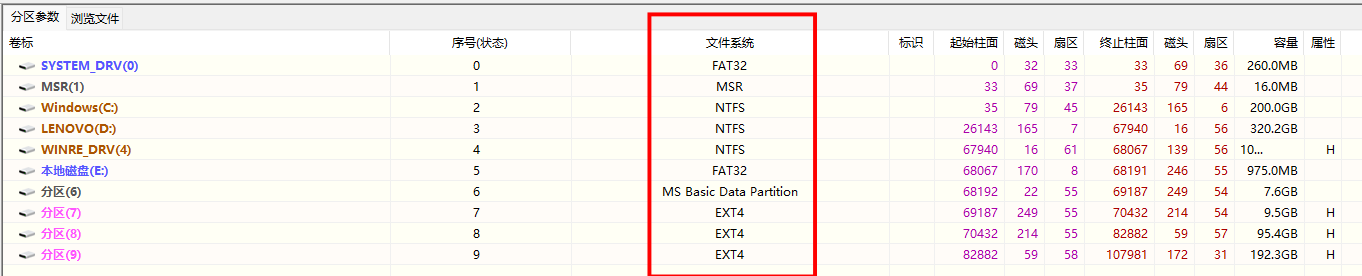 分区参数 浏览文件
卷标 序号(状态) 文件系统 标识 起始柱面 磁头 扇区 终止柱面 磁头 扇区 容量 属性
SYSTEM_DRV(0) 0 FAT32 0 32 33 33 69 36 260.0MB
MSR(1) 1 MSR 33 69 37 35 79 44 16.0MB
Windows(C:) 2 NTFS 35 79 45 26143 165 6 200.0GB
LENOVO(D:) 3 NTFS 26143 165 7 67940 16 56 320.2GB
WINRE_DRV(4) 4 NTFS 67940 16 61 68067 139 56 10... H
本地磁盘(E:) 5 FAT32 68067 170 8 68191 246 55 975.0MB
分区(6) 6 MS Basic Data Partition 68192 22 55 69187 249 54 7.6GB
分区(7) 7 EXT4 69187 249 55 70432 214 54 9.5GB H
分区(8) 8 EXT4 70432 214 55 82882 59 57 95.4GB H
分区(9) 9 EXT4 82882 59 58 107981 172 31 192.3GB H